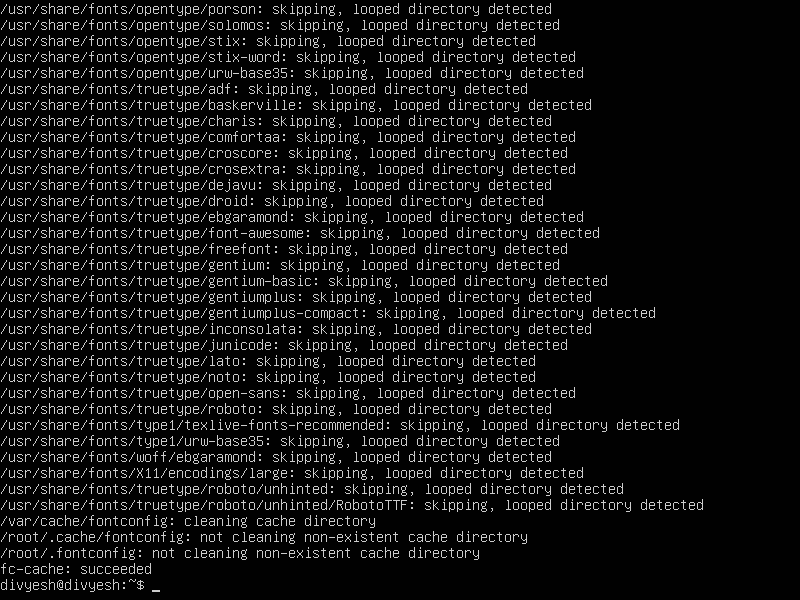 /usr/share/fonts/opentype/porson: skipping, looped directory detected
/usr/share/fonts/opentype/solomos: skipping, looped directory detected
/usr/share/fonts/opentype/stix: skipping, looped directory detected
/usr/share/fonts/opentype/stix-word: skipping, looped directory detected
/usr/share/fonts/opentype/urw-base35: skipping, looped directory detected
/usr/share/fonts/truetype/adf: skipping, looped directory detected
/usr/share/fonts/truetype/baskerville: skipping, looped directory detected
/usr/share/fonts/truetype/charis: skipping, looped directory detected
/usr/share/fonts/truetype/comfortaa: skipping, looped directory detected
/usr/share/fonts/truetype/croscore: skipping, looped directory detected
/usr/share/fonts/truetype/crosextra: skipping, looped directory detected
/usr/share/fonts/truetype/dejavu: skipping, looped directory detected
/usr/share/fonts/truetype/droid: skipping, looped directory detected
/usr/share/fonts/truetype/ebgaramond: skipping, looped directory detected
/usr/share/fonts/truetype/font-awesome: skipping, looped directory detected
/usr/share/fonts/truetype/freefont: skipping, looped directory detected
/usr/share/fonts/truetype/gentium: skipping, looped directory detected
/usr/share/fonts/truetype/gentium-basic: skipping, looped directory detected
/usr/share/fonts/truetype/gentiumplus: skipping, looped directory detected
/usr/share/fonts/truetype/gentiumplus-compact: skipping, looped directory detected
/usr/share/fonts/truetype/inconsolata: skipping, looped directory detected
/usr/share/fonts/truetype/junicode: skipping, looped directory detected
/usr/share/fonts/truetype/lato: skipping, looped directory detected
/usr/share/fonts/truetype/noto: skipping, looped directory detected
/usr/share/fonts/truetype/open-sans: skipping, looped directory detected
/usr/share/fonts/truetype/roboto: skipping, looped directory detected
/usr/share/fonts/type1/texlive-fonts-recommended: skipping, looped directory detected
/usr/share/fonts/type1/urw-base35: skipping, looped directory detected
/usr/share/fonts/woff/ebgaramond: skipping, looped directory detected
/usr/share/fonts/X11/encodings/large: skipping, looped directory detected
/usr/share/fonts/truetype/roboto/unhinted: skipping, looped directory detected
/usr/share/fonts/truetype/roboto/unhinted/RobotoTTF: skipping, looped directory detected
/var/cache/fontconfig: cleaning cache directory
/root/.cache/fontconfig: not cleaning non-existent cache directory
/root/.fontconfig: not cleaning non-existent cache directory
fc-cache: succeeded
divyesh@divyesh:~$ _